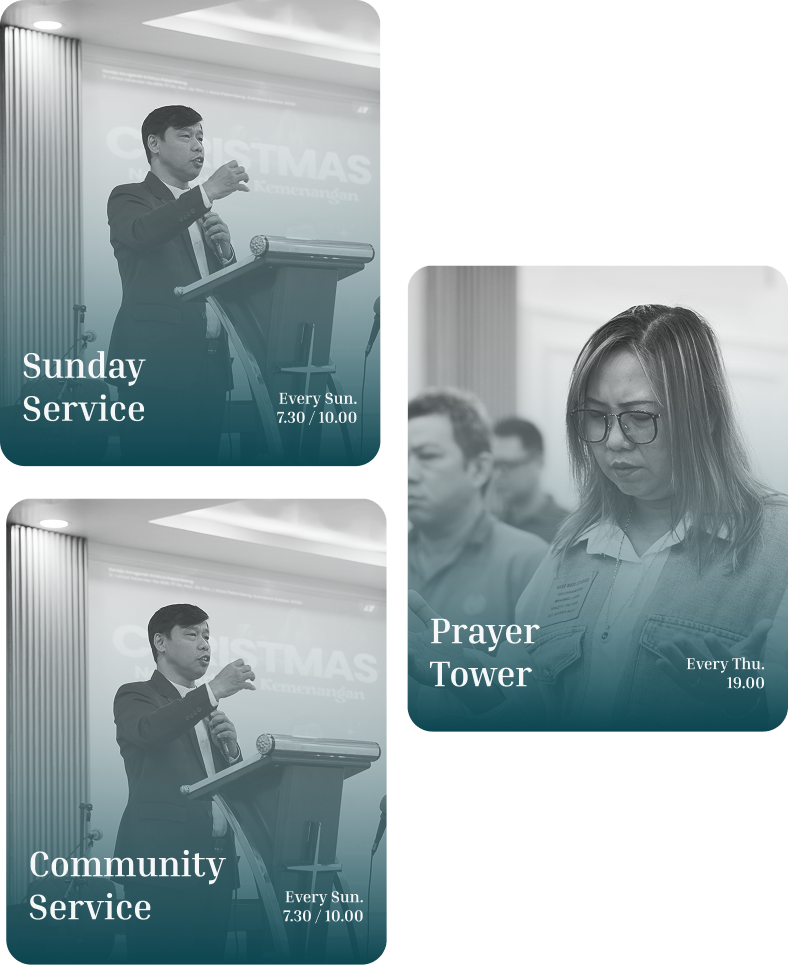 Sunday
Service
Every Sun.
7.30 / 10.00
Prayer
Tower
Every Thu.
19.00
Community
Service
Every Sun.
7.30 / 10.00
CHRISTMAS
Kemenangan
CHRISTMAS
Kemenangan